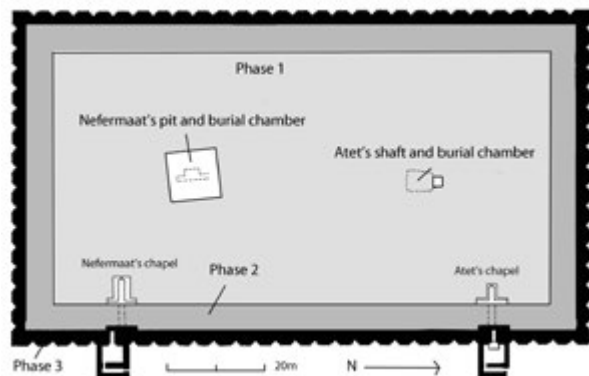 Phase 1
Nefermaat's pit and burial chamber
Atet's shaft and burial chamber
Nefermaat's chapel
Phase 2
Atet's chapel
Phase 3
20m
N